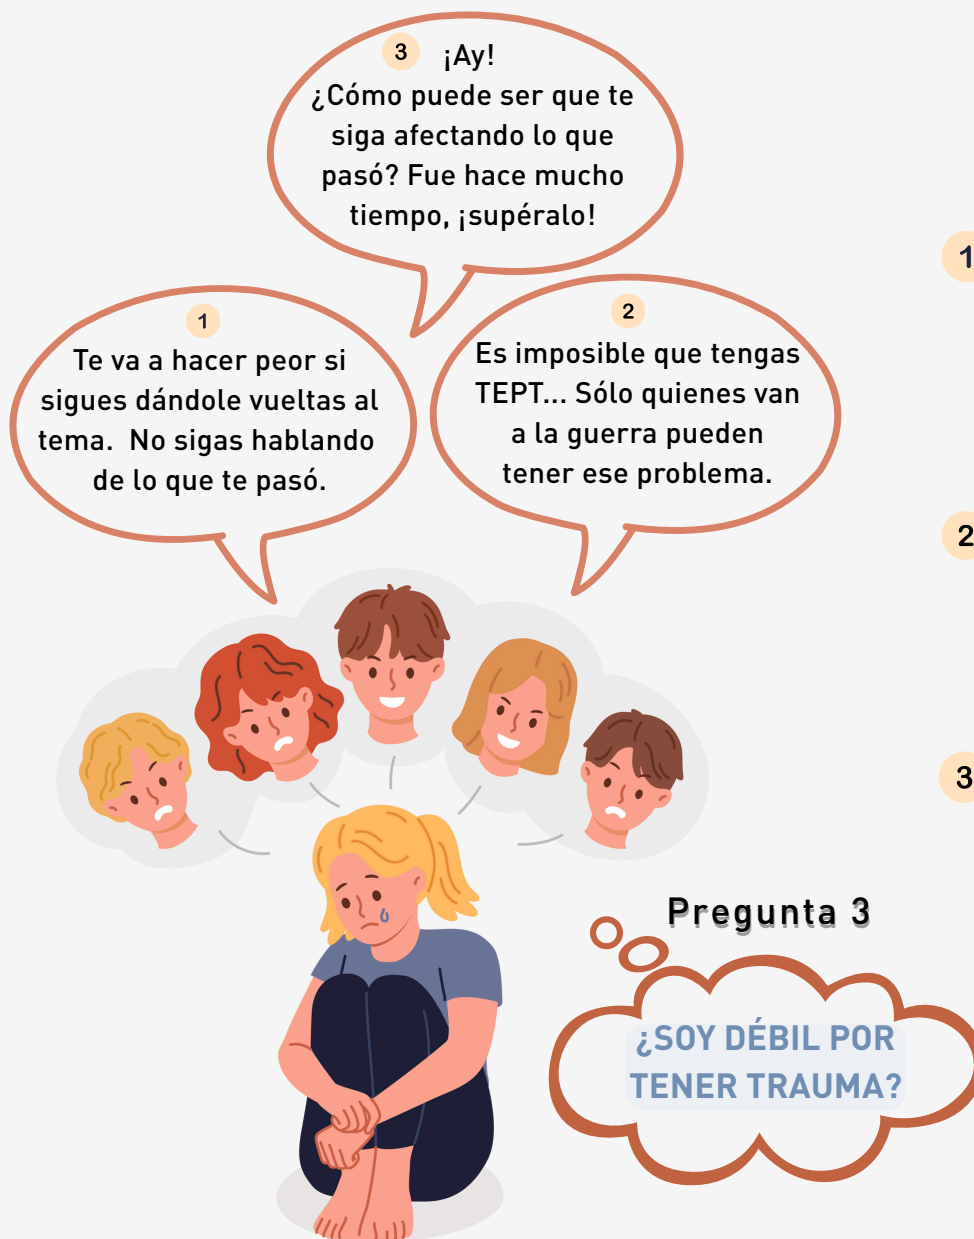 3 ¡Ay!
¿Cómo puede ser que te
siga afectando lo que
pasó? Fue hace mucho
tiempo, ¡supéralo!
1
Te va a hacer peor si
sigues dándole vueltas al
tema. No sigas hablando
de lo que te pasó.
2
Es imposible que tengas
TEPT... Sólo quienes van
a la guerra pueden
tener ese problema.
1
2
3
Pregunta 3
¿SOY DÉBIL POR
TENER TRAUMA?